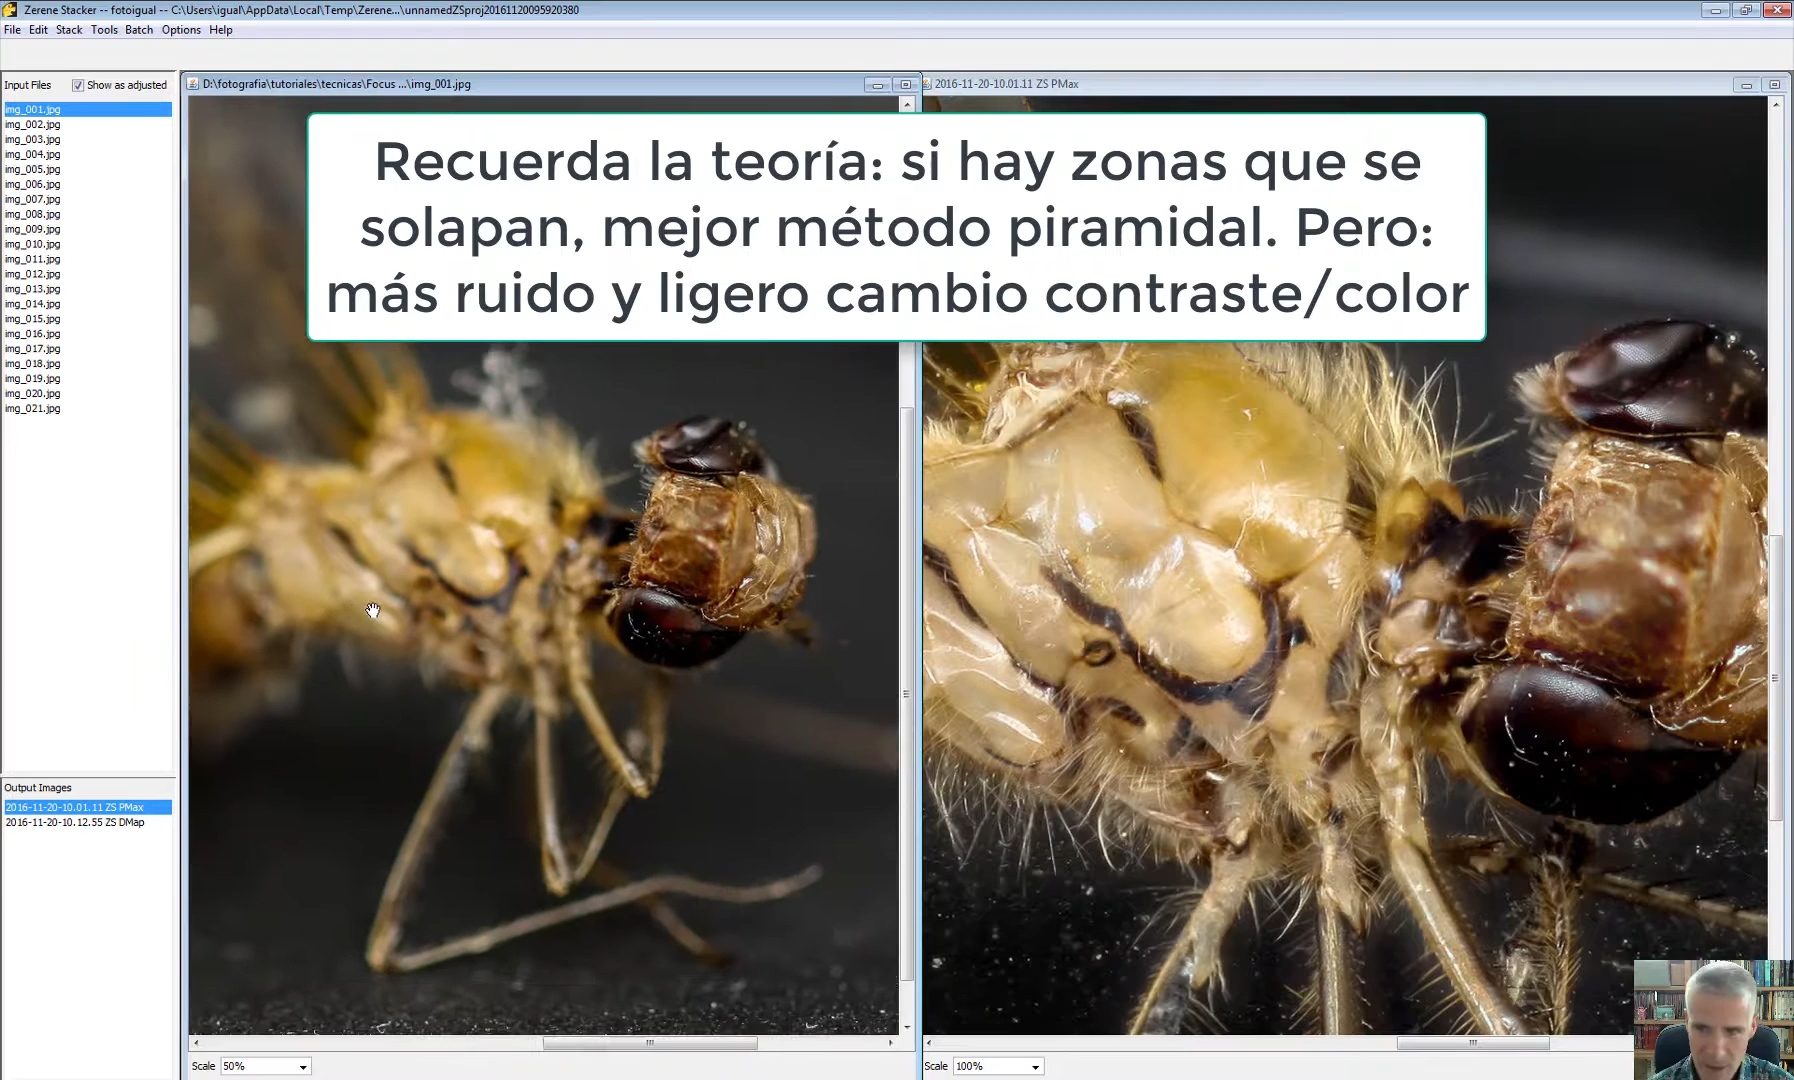 Zerene Stacker -- fotoigual -- C:\Users\igual\AppData\Local\Temp\Zerene...\unnamedZSproj20161120095920380
File Edit Stack Tools Batch Options Help
Input Files Show as adjusted
img_001.jpg
img_002.jpg
img_003.jpg
img_004.jpg
img_005.jpg
img_006.jpg
img_007.jpg
img_008.jpg
img_009.jpg
img_010.jpg
img_011.jpg
img_012.jpg
img_013.jpg
img_014.jpg
img_015.jpg
img_016.jpg
img_017.jpg
img_018.jpg
img_019.jpg
img_020.jpg
img_021.jpg
Output Images
2016-11-20-10.01.11 ZS PMax
2016-11-20-10.12.55 ZS DMap
D:\fotografia\tutoriales\tecnicas\Focus ...\img_001.jpg
2016-11-20-10.01.11 ZS PMax
Recuerda la teoría: si hay zonas que se
solapan, mejor método piramidal. Pero:
más ruido y ligero cambio contraste/color
Scale 50%
Scale 100%